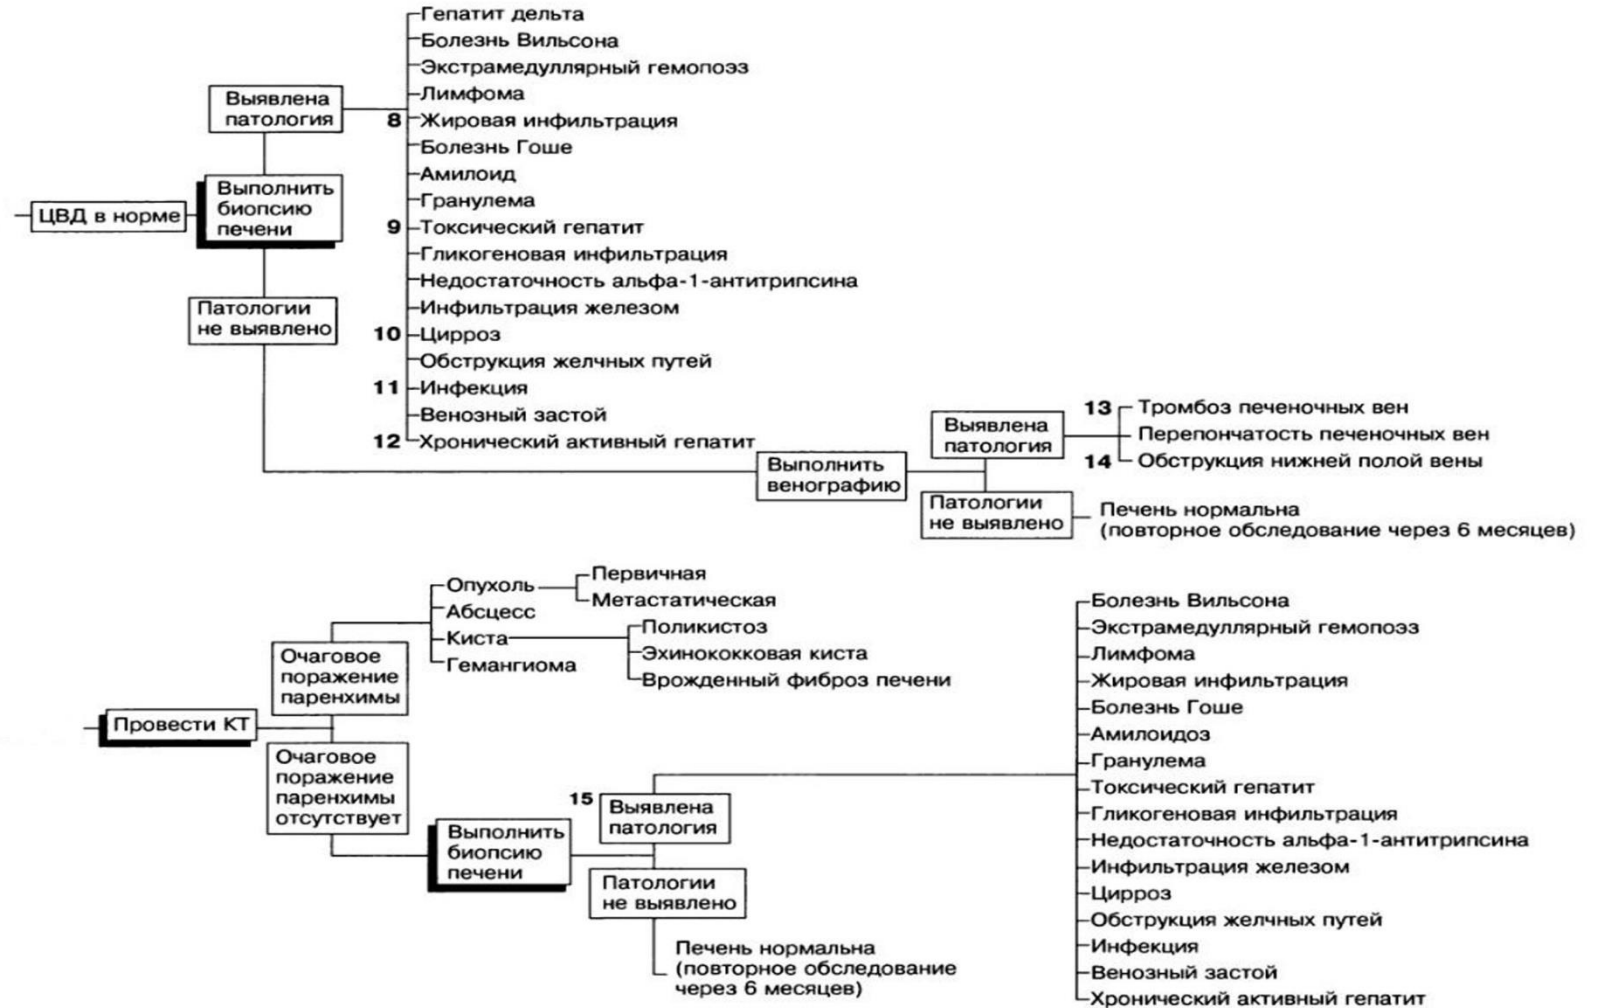 Гепатит дельта
Болезнь Вильсона
Экстрамедуллярный гемопоэз
Лимфома
8 Жировая инфильтрация
Болезнь Гоше
Амилоид
Гранулема
9 Токсический гепатит
Гликогеновая инфильтрация
Недостаточность альфа-1-антитрипсина
Инфильтрация железом
10 Цирроз
Обструкция желчных путей
11 Инфекция
Венозный застой
12 Хронический активный гепатит
Выявлена
патология
ЦВД в норме
Выполнить
биопсию
печени
Патологии
не выявлено
Выполнить
венографию
Выявлена
патология
13 Тромбоз печеночных вен
Перепончатость печеночных вен
14 Обструкция нижней полой вены
Патологии
не выявлено
Печень нормальна
(повторное обследование через 6 месяцев)
Провести КТ
Очаговое
поражение
паренхимы
Опухоль
Первичная
Метастатическая
Абсцесс
Киста
Поликистоз
Эхинококковая киста
Врожденный фиброз печени
Гемангиома
Очаговое
поражение
паренхимы
отсутствует
Выполнить
биопсию
печени
15 Выявлена
патология
Патологии
не выявлено
Печень нормальна
(повторное обследование
через 6 месяцев)
Болезнь Вильсона
Экстрамедуллярный гемопоэз
Лимфома
Жировая инфильтрация
Болезнь Гоше
Амилоидоз
Гранулема
Токсический гепатит
Гликогеновая инфильтрация
Недостаточность альфа-1-антитрипсина
Инфильтрация железом
Цирроз
Обструкция желчных путей
Инфекция
Венозный застой
Хронический активный гепатит